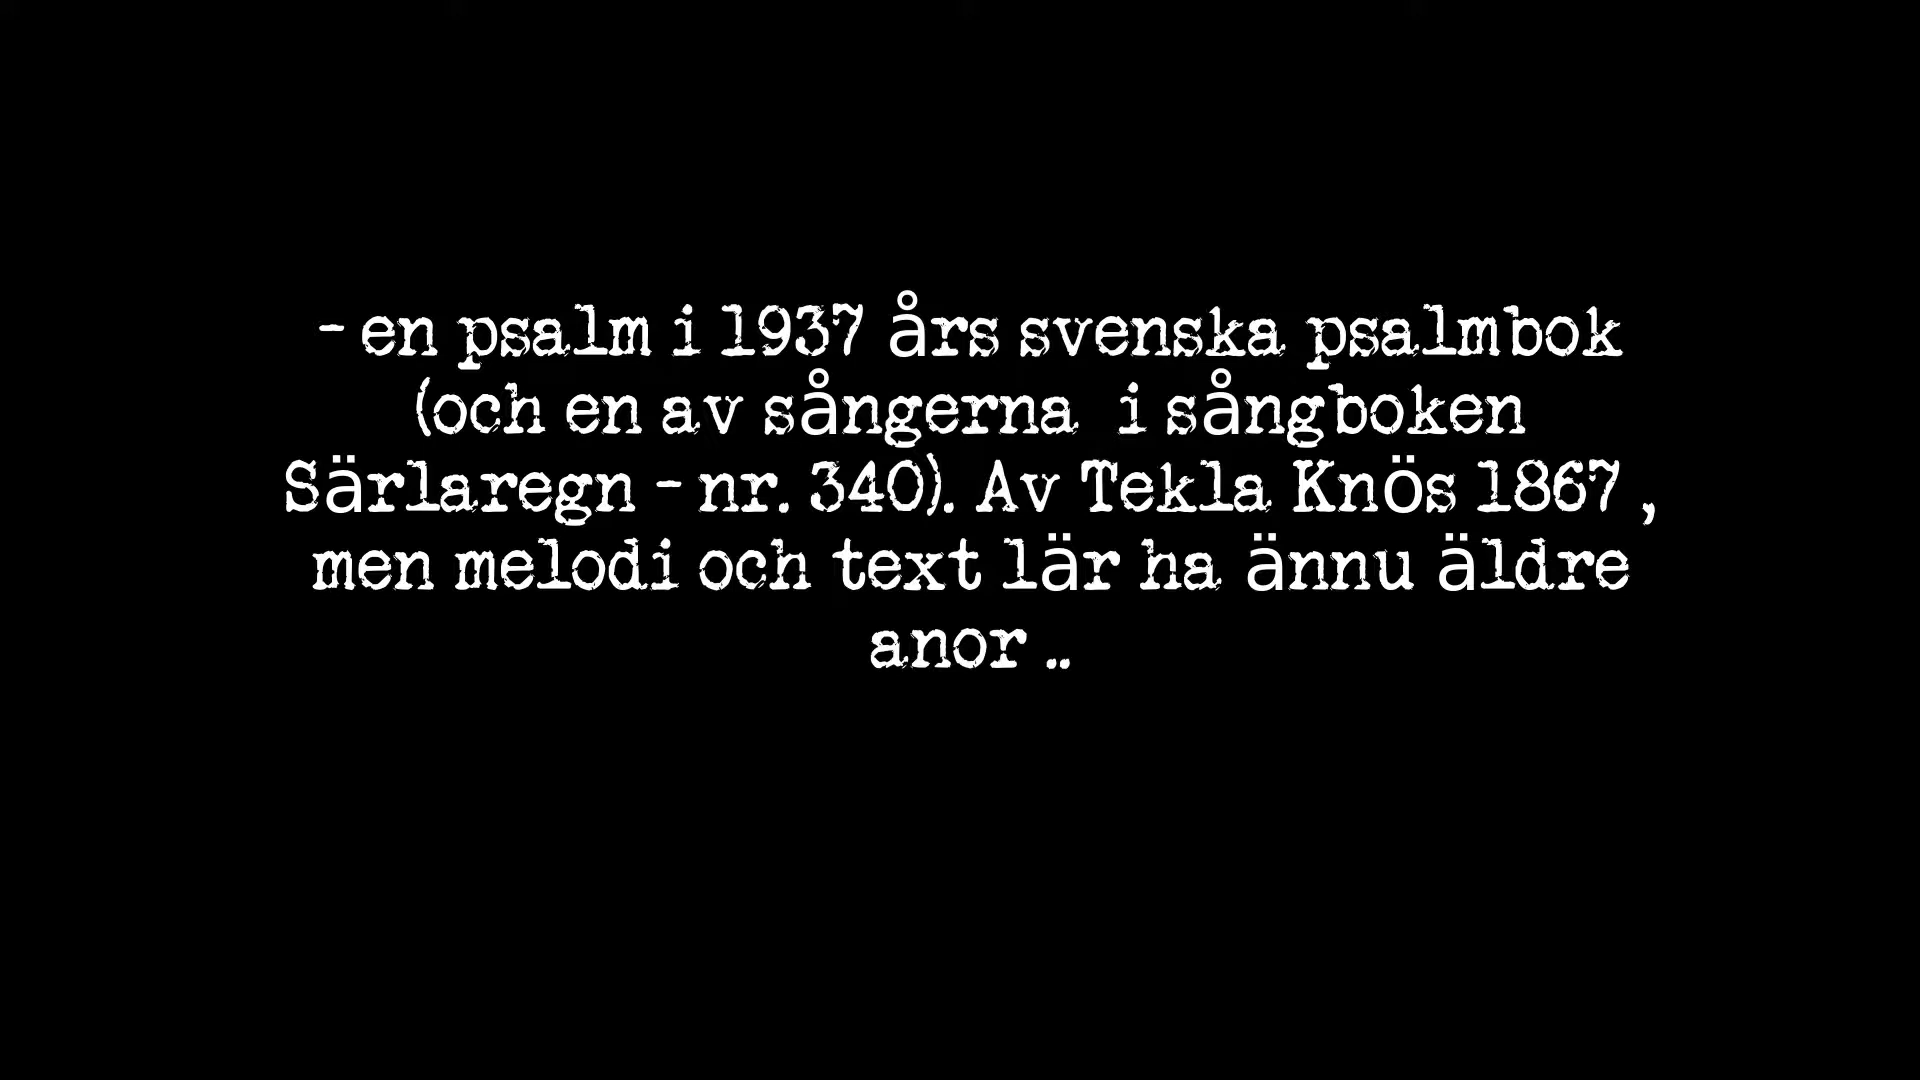 - en psalm i 1937 års svenska psalmbok
(och en av sångerna  i sångboken
Särlaregn - nr. 340). Av Tekla Knös 1867 ,
men melodi och text lär ha ännu äldre
anor ..